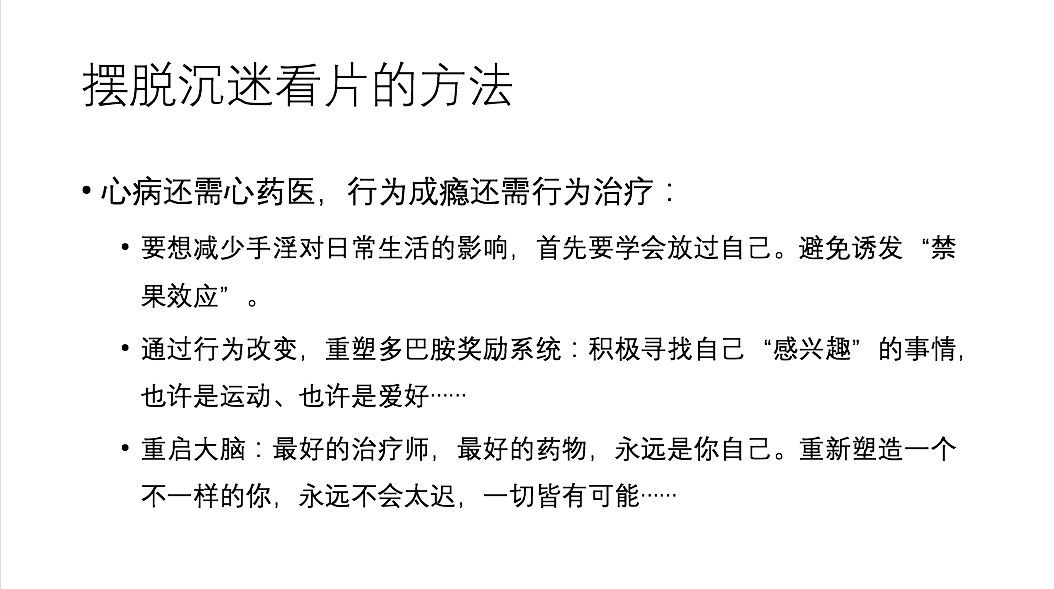 摆脱沉迷看片的方法
• 心病还需心药医，行为成瘾还需行为治疗：
• 要想减少手淫对日常生活的影响，首先要学会放过自己。避免诱发“禁
果效应”。
• 通过行为改变，重塑多巴胺奖励系统：积极寻找自己“感兴趣”的事情，
也许是运动、也许是爱好……
• 重启大脑：最好的治疗师，最好的药物，永远是你自己。重新塑造一个
不一样的你，永远不会太迟，一切皆有可能……